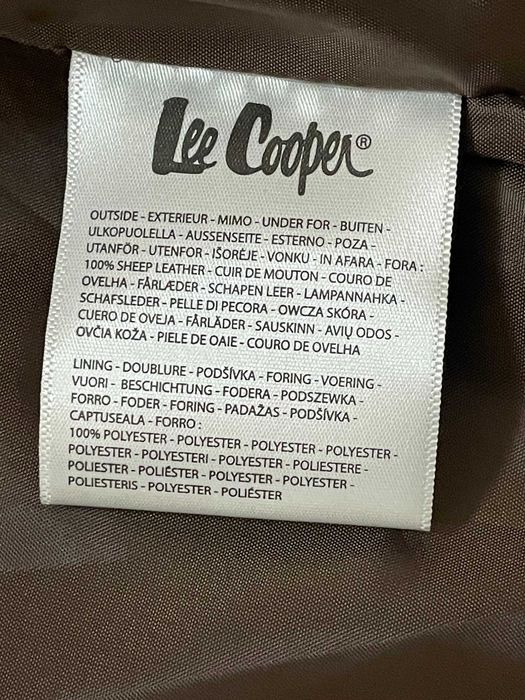 Lee Cooper®
OUTSIDE - EXTERIEUR - MIMO - UNDER FOR - BUITEN -
ULKOPUOLELLA - AUSSENSEITE - ESTERNO - POZA -
UTANFÖR - UTENFOR - IŠORĖJE - VONKU - IN AFARA - FORA :
100% SHEEP LEATHER - CUIR DE MOUTON - COURO DE
OVELHA - FÅRLÆDER - SCHAPEN LEER - LAMPANNAHKA -
SCHAFSLEDER - PELLE DI PECORA - OWCZA SKÓRA -
CUERO DE OVEJA - FÅRLÄDER - SAUSKINN - AVIŲ ODOS -
OVČIA KOŽA - PIELE DE OAIE - COURO DE OVELHA
LINING - DOUBLURE - PODŠÍVKA - FORING - VOERING -
VUORI - BESCHICHTUNG - FODERA - PODSZEWKA -
FORRO - FODER - FORING - PADAŽAS - PODŠÍVKA -
CAPTUSEALA - FORRO :
100% POLYESTER - POLYESTER - POLYESTER - POLYESTER -
POLYESTER - POLYESTERI - POLYESTER - POLIESTERE -
POLIESTER - POLIÉSTER - POLYESTER - POLYESTER -
POLIESTERIS - POLYESTER - POLIÉSTER